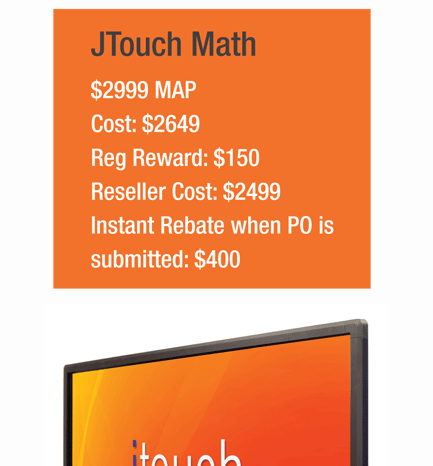 JTouch Math
$2999 MAP
Cost: $2649
Reg Reward: $150
Reseller Cost: $2499
Instant Rebate when PO is
submitted: $400
jtouch